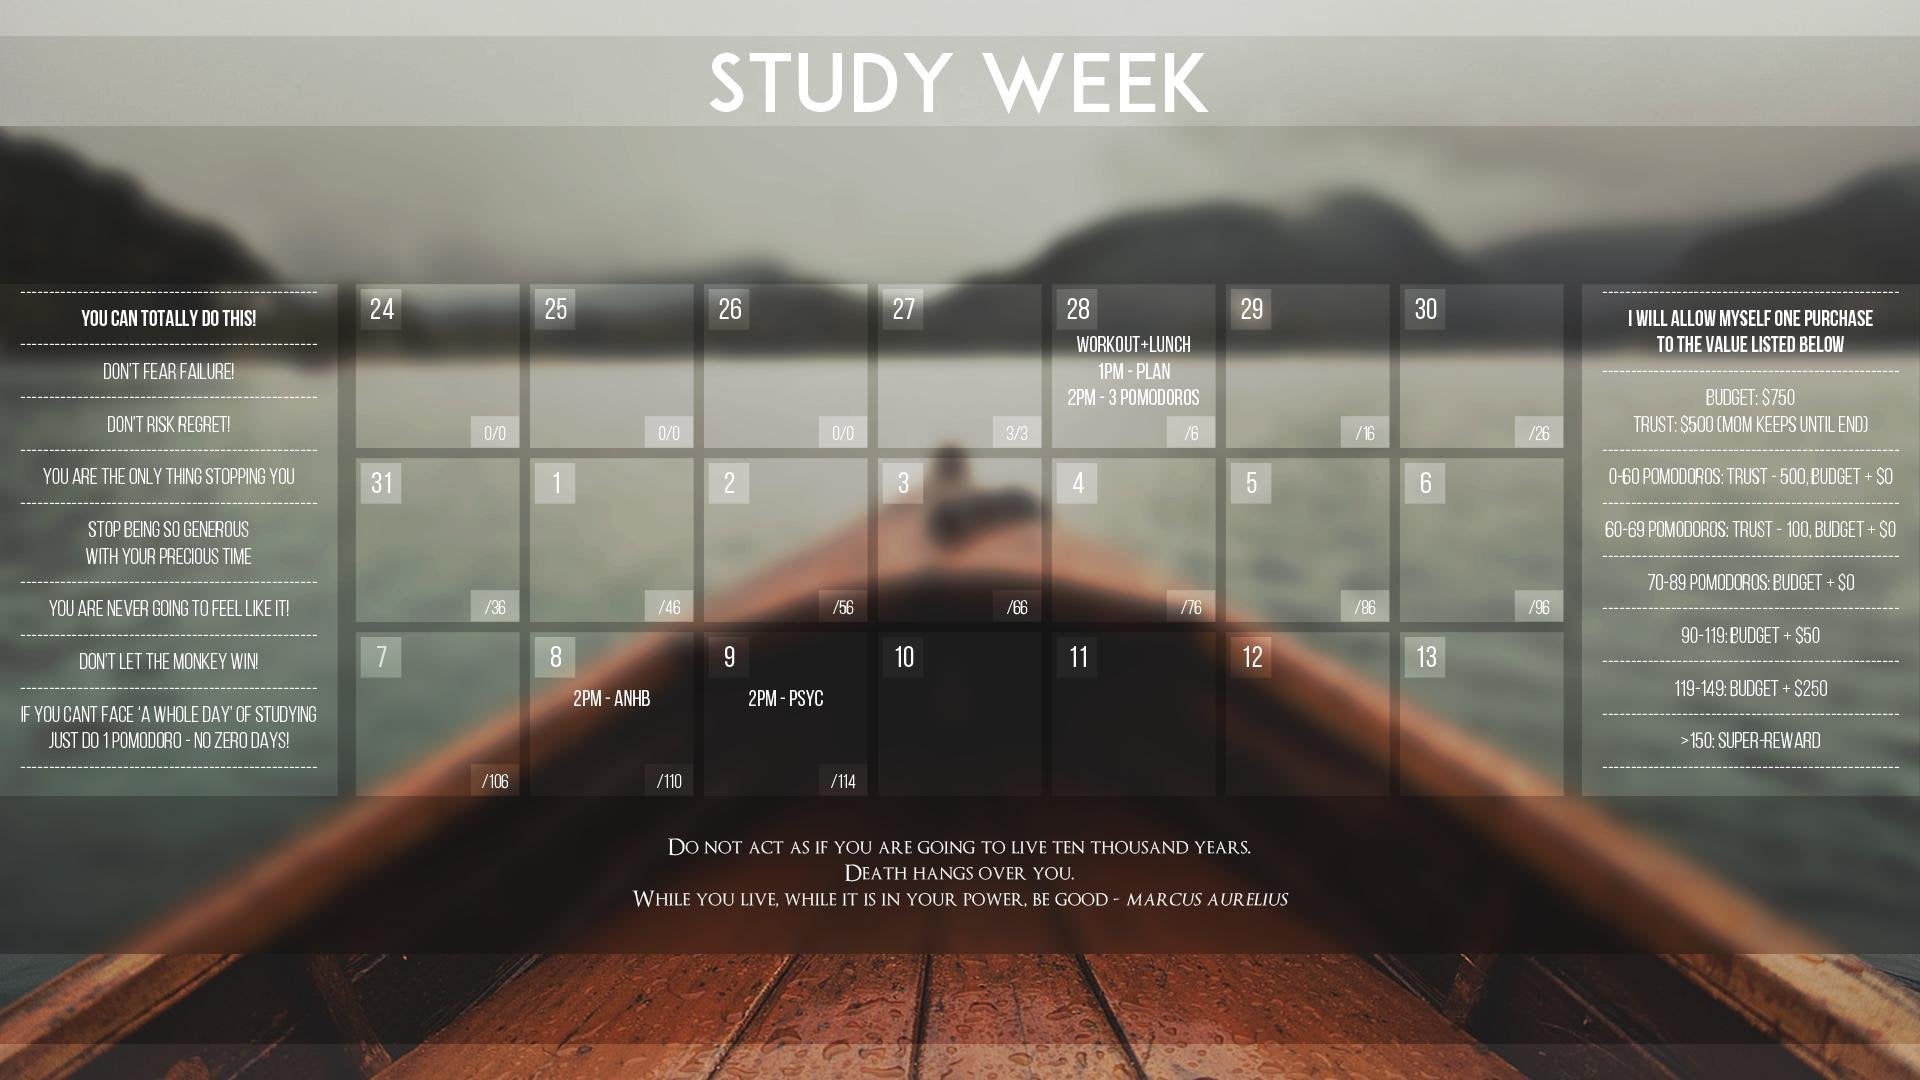 STUDY WEEK
YOU CAN TOTALLY DO THIS!
DON'T FEAR FAILURE!
DON'T RISK REGRET!
YOU ARE THE ONLY THING STOPPING YOU
STOP BEING SO GENEROUS
WITH YOUR PRECIOUS TIME
YOU ARE NEVER GOING TO FEEL LIKE IT!
DON'T LET THE MONKEY WIN!
IF YOU CANT FACE 'A WHOLE DAY' OF STUDYING
JUST DO 1 POMODORO - NO ZERO DAYS!
24
0/0
25
0/0
26
0/0
27
3/3
28
WORKOUT+LUNCH
1PM - PLAN
2PM - 3 POMODOROS
/6
29
/16
30
/26
31
/36
1
/46
2
/56
3
/66
4
/76
5
/86
6
/96
7
/106
8
2PM - ANHB
/110
9
2PM - PSYC
/114
10
11
12
13
I WILL ALLOW MYSELF ONE PURCHASE
TO THE VALUE LISTED BELOW
BUDGET: $750
TRUST: $500 (MOM KEEPS UNTIL END)
0-60 POMODOROS: TRUST - 500, BUDGET + $0
60-69 POMODOROS: TRUST - 100, BUDGET + $0
70-89 POMODOROS: BUDGET + $0
90-119: BUDGET + $50
119-149: BUDGET + $250
>150: SUPER-REWARD
DO NOT ACT AS IF YOU ARE GOING TO LIVE TEN THOUSAND YEARS.
DEATH HANGS OVER YOU.
WHILE YOU LIVE, WHILE IT IS IN YOUR POWER, BE GOOD - MARCUS AURELIUS